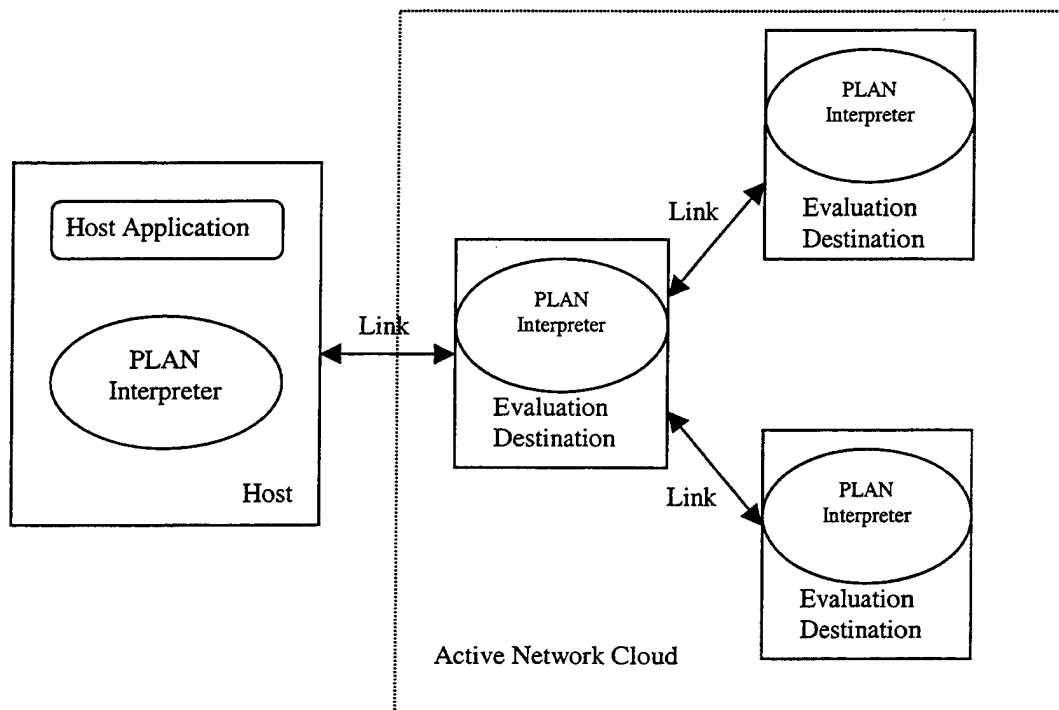 Host Application
PLAN
Interpreter
Host
Link
PLAN
Interpreter
Evaluation
Destination
Link
PLAN
Interpreter
Evaluation
Destination
Link
PLAN
Interpreter
Evaluation
Destination
Active Network Cloud